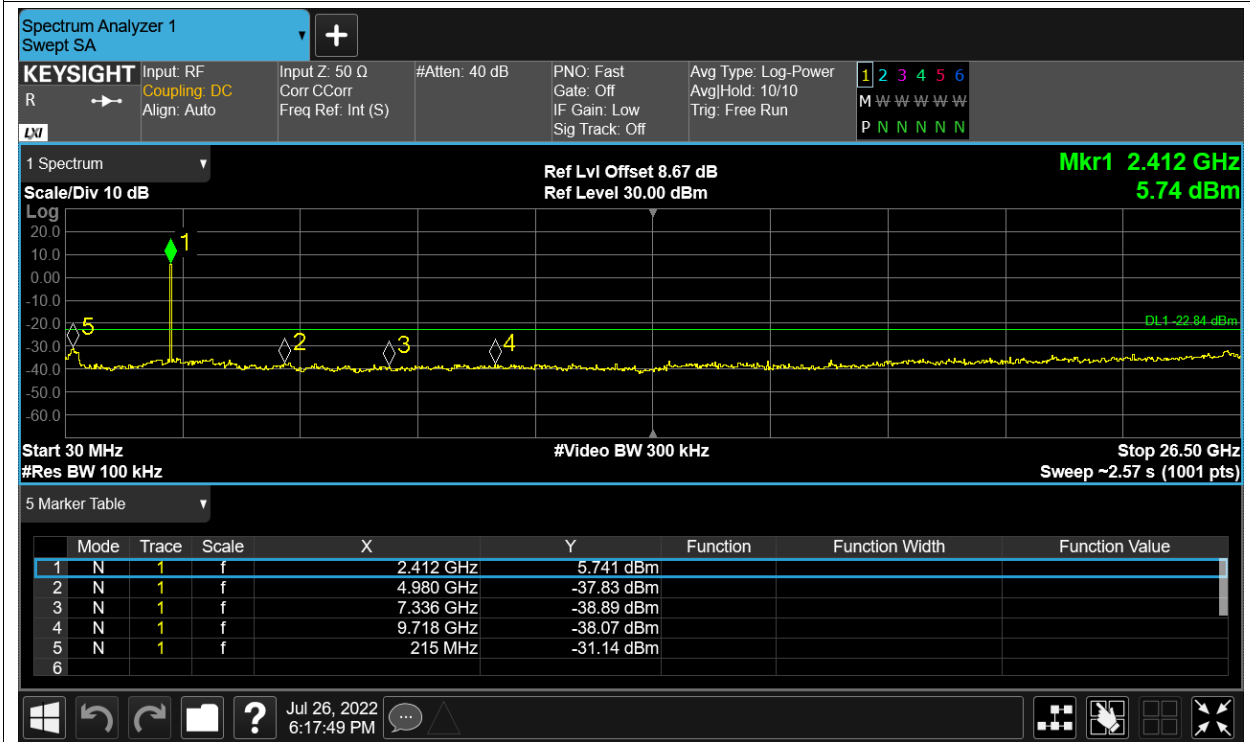 Spectrum Analyzer 1
Swept SA
KEYSIGHT
R
LXI
Input: RF
Coupling: DC
Align: Auto
Input Z: 50 Ω
Corr CCorr
Freq Ref: Int (S)
#Atten: 40 dB
PNO: Fast
Gate: Off
IF Gain: Low
Sig Track: Off
Avg Type: Log-Power
Avg|Hold: 10/10
Trig: Free Run
1 2 3 4 5 6
M W W W W W
P N N N N N
1 Spectrum
Scale/Div 10 dB
Ref Lvl Offset 8.67 dB
Ref Level 30.00 dBm
Mkr1 2.412 GHz
5.74 dBm
Log
20.0
10.0
0.00
-10.0
-20.0
-30.0
-40.0
-50.0
-60.0
1
5
2
3
4
DL1 -22.84 dBm
Start 30 MHz
#Video BW 300 kHz
Stop 26.50 GHz
#Res BW 100 kHz
Sweep ~2.57 s (1001 pts)
5 Marker Table
Mode Trace Scale X Y Function Function Width Function Value
1 N 1 f 2.412 GHz 5.741 dBm
2 N 1 f 4.980 GHz -37.83 dBm
3 N 1 f 7.336 GHz -38.89 dBm
4 N 1 f 9.718 GHz -38.07 dBm
5 N 1 f 215 MHz -31.14 dBm
6
?
Jul 26, 2022
6:17:49 PM